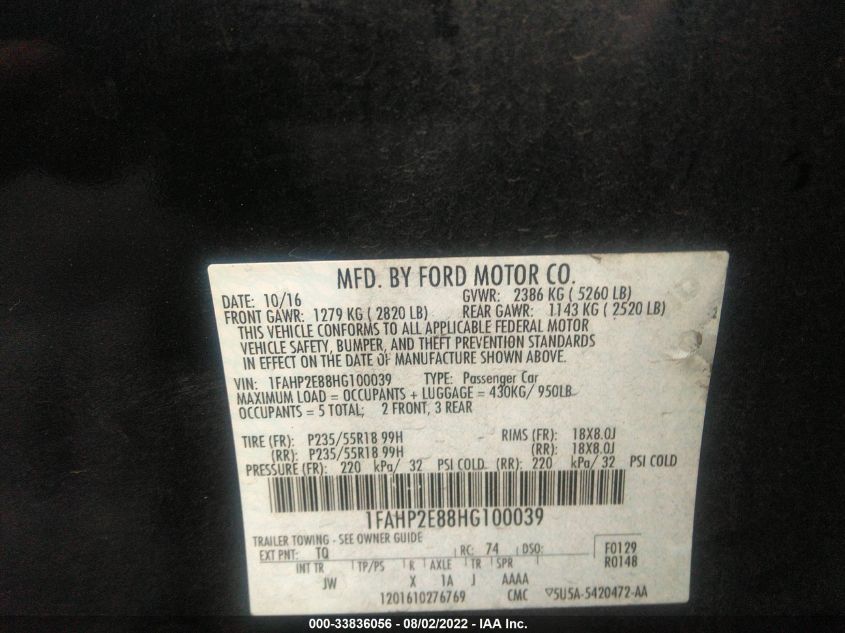 MFD. BY FORD MOTOR CO.
DATE: 10/16 GVWR: 2386 KG ( 5260 LB)
FRONT GAWR: 1279 KG ( 2820 LB) REAR GAWR: 1143 KG ( 2520 LB)
THIS VEHICLE CONFORMS TO ALL APPLICABLE FEDERAL MOTOR
VEHICLE SAFETY, BUMPER, AND THEFT PREVENTION STANDARDS
IN EFFECT ON THE DATE OF MANUFACTURE SHOWN ABOVE.
VIN: 1FAHP2E88HG100039 TYPE: Passenger Car
MAXIMUM LOAD = OCCUPANTS + LUGGAGE = 430KG/ 950LB
OCCUPANTS = 5 TOTAL; 2 FRONT, 3 REAR
TIRE (FR): P235/55R18 99H RIMS (FR): 18X8.0J
(RR): P235/55R18 99H (RR): 18X8.0J
PRESSURE (FR): 220 kPa/ 32 PSI COLD (RR): 220 kPa/ 32 PSI COLD
1FAHP2E88HG100039
TRAILER TOWING - SEE OWNER GUIDE
EXT PNT: TQ RC: 74 DSO: F0129
INT TR TP/PS R AXLE TR SPR R0148
JW X 1A J AAAA
1201610276769 CMC ▽5U5A-5420472-AA
000-33836056 - 08/02/2022 - IAA Inc.